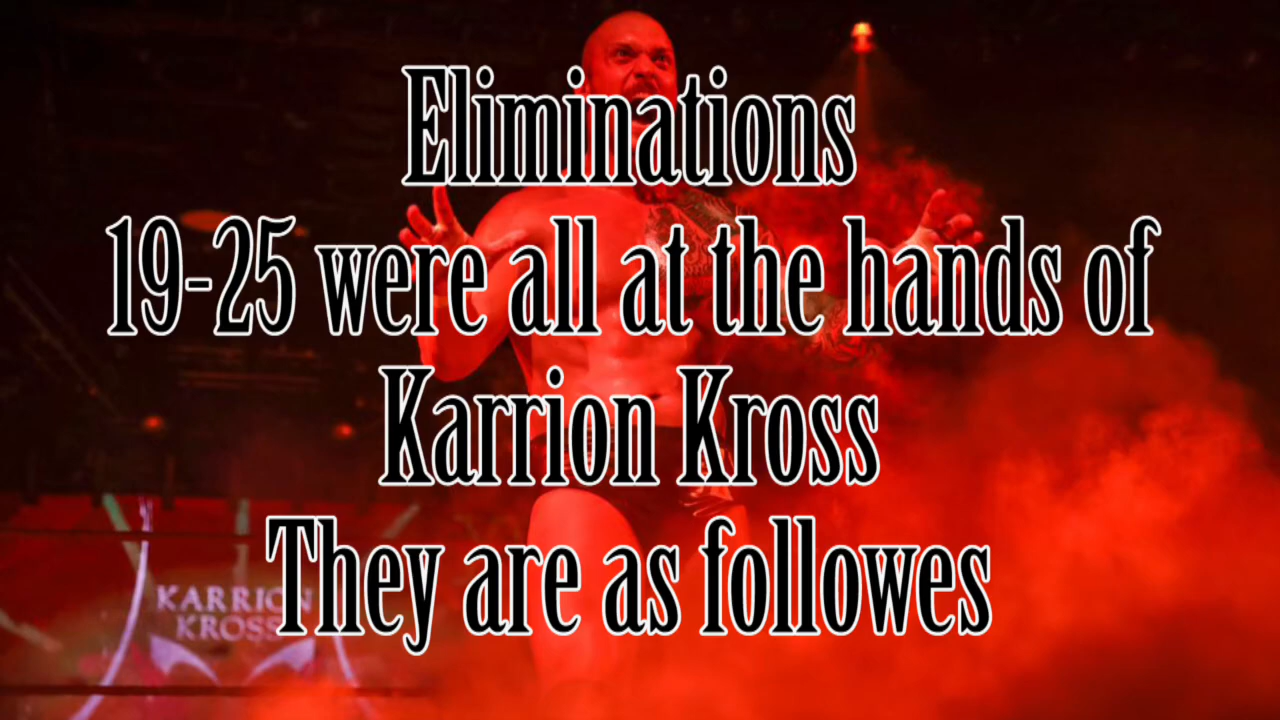 Eliminations
19-25 were all at the hands of
Karrion Kross
They are as followes
KARRION
KROSS